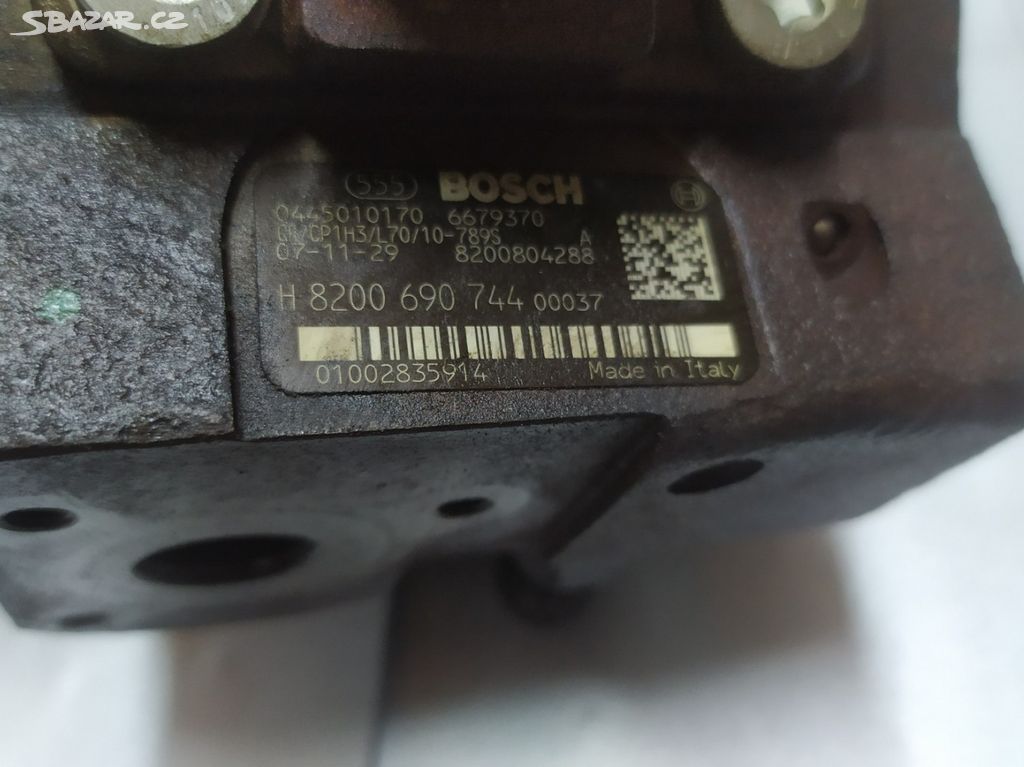 SBAZAR.CZ
555 BOSCH
0445010170 6679370
CR/CP1H3/L70/10-789S A
07-11-29 8200804288
H 8200 690 744 00037
01002835914 Made in Italy